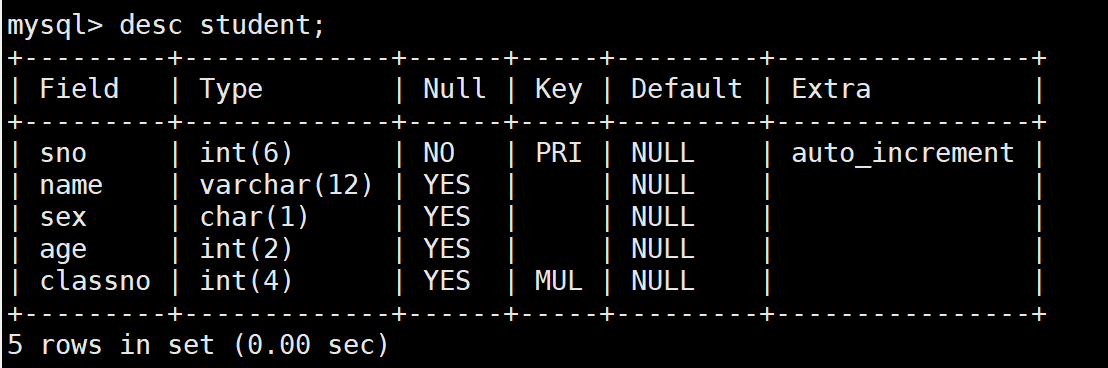 mysql> desc student;
+---------+-------------+------+-----+---------+----------------+
| Field   | Type        | Null | Key | Default | Extra          |
+---------+-------------+------+-----+---------+----------------+
| sno     | int(6)      | NO   | PRI | NULL    | auto_increment |
| name    | varchar(12) | YES  |     | NULL    |                |
| sex     | char(1)     | YES  |     | NULL    |                |
| age     | int(2)      | YES  |     | NULL    |                |
| classno | int(4)      | YES  | MUL | NULL    |                |
+---------+-------------+------+-----+---------+----------------+
5 rows in set (0.00 sec)